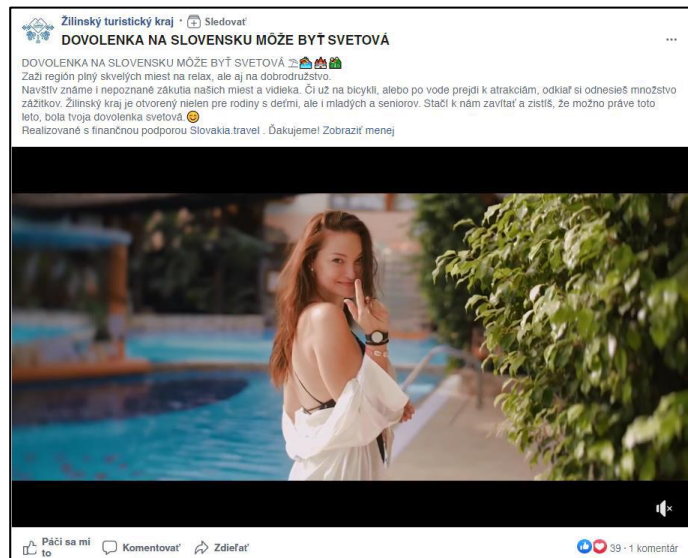 Žilinský turistický kraj · Sledovať
DOVOLENKA NA SLOVENSKU MÔŽE BYŤ SVETOVÁ
DOVOLENKA NA SLOVENSKU MÔŽE BYŤ SVETOVÁ
Zaži región plný skvelých miest na relax, ale aj na dobrodružstvo.
Navštív známe i nepoznané zákutia našich miest a vidieka. Či už na bicykli, alebo po vode prejdi k atrakciám, odkiaľ si odnesieš množstvo
zážitkov. Žilinský kraj je otvorený nielen pre rodiny s deťmi, ale i mladých a seniorov. Stačí k nám zavítať a zistíš, že možno práve toto
leto, bola tvoja dovolenka svetová.😊
Realizované s finančnou podporou Slovakia.travel . Ďakujeme! Zobraziť menej
Páči sa mi to
Komentovať
Zdieľať
39 · 1 komentár